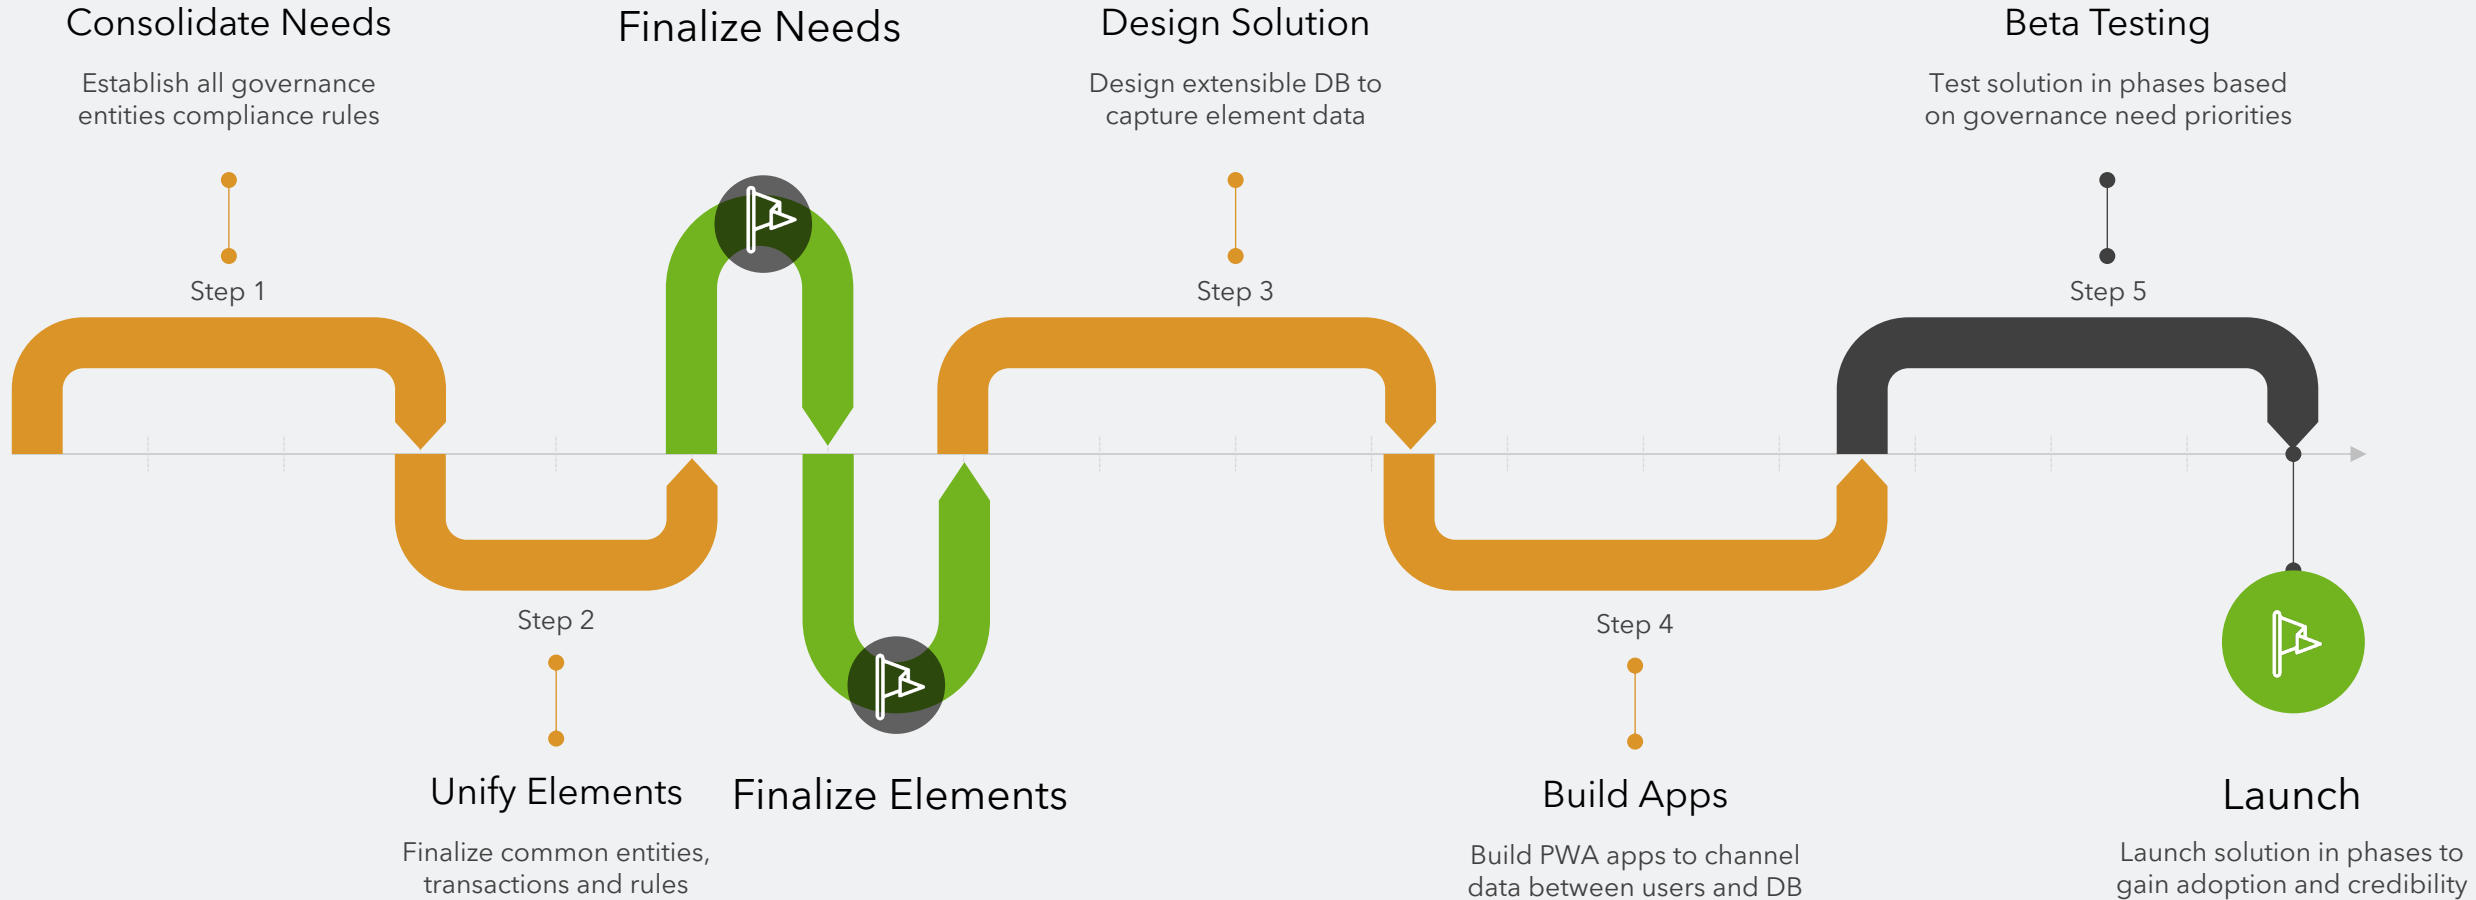 Consolidate Needs
Establish all governance
entities compliance rules
Step 1
Unify Elements
Finalize common entities,
transactions and rules
Step 2
Finalize Needs
Finalize Elements
Design Solution
Design extensible DB to
capture element data
Step 3
Step 4
Build Apps
Build PWA apps to channel
data between users and DB
Beta Testing
Test solution in phases based
on governance need priorities
Step 5
Launch
Launch solution in phases to
gain adoption and credibility